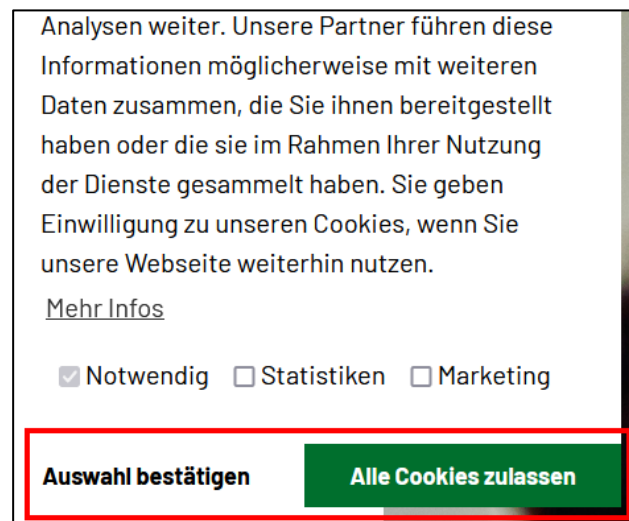 Analysen weiter. Unsere Partner führen diese
Informationen möglicherweise mit weiteren
Daten zusammen, die Sie ihnen bereitgestellt
haben oder die sie im Rahmen Ihrer Nutzung
der Dienste gesammelt haben. Sie geben
Einwilligung zu unseren Cookies, wenn Sie
unsere Webseite weiterhin nutzen.
Mehr Infos
Notwendig Statistiken Marketing
Auswahl bestätigen Alle Cookies zulassen